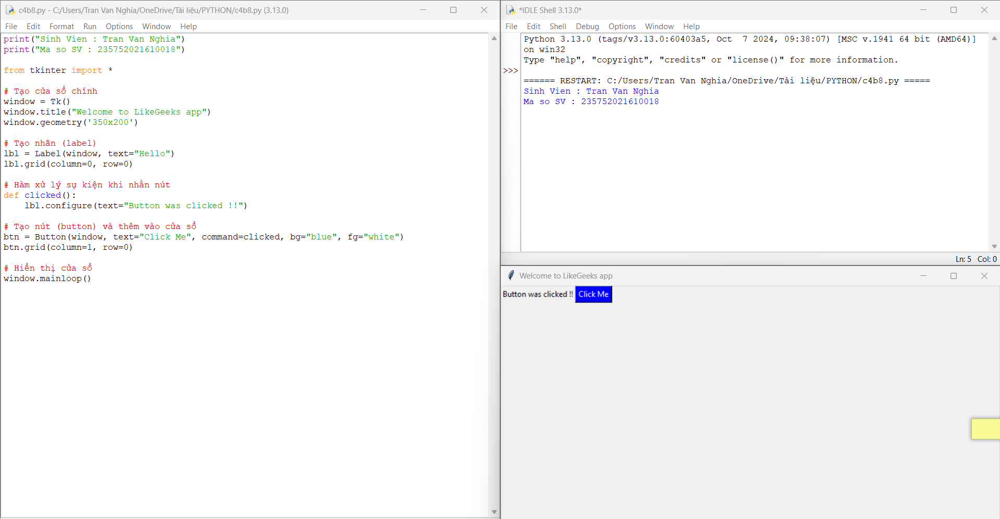 c4b8.py - C:/Users/Tran Van Nghia/OneDrive/Tài liệu/PYTHON/c4b8.py (3.13.0)
File Edit Format Run Options Window Help
print("Sinh Vien : Tran Van Nghia")
print("Ma so SV : 235752021610018")
from tkinter import *
# Tạo cửa sổ chính
window = Tk()
window.title("Welcome to LikeGeeks app")
window.geometry('350x200')
# Tạo nhãn (label)
lbl = Label(window, text="Hello")
lbl.grid(column=0, row=0)
# Hàm xử lý sự kiện khi nhấn nút
def clicked():
    lbl.configure(text="Button was clicked !!")
# Tạo nút (button) và thêm vào cửa sổ
btn = Button(window, text="Click Me", command=clicked, bg="blue", fg="white")
btn.grid(column=1, row=0)
# Hiển thị cửa sổ
window.mainloop()
*IDLE Shell 3.13.0*
File Edit Shell Debug Options Window Help
Python 3.13.0 (tags/v3.13.0:60403a5, Oct  7 2024, 09:38:07) [MSC v.1941 64 bit (AMD64)]
on win32
Type "help", "copyright", "credits" or "license()" for more information.
>>>
====== RESTART: C:/Users/Tran Van Nghia/OneDrive/Tài liệu/PYTHON/c4b8.py =====
Sinh Vien : Tran Van Nghia
Ma so SV : 235752021610018
Ln: 5 Col: 0
Welcome to LikeGeeks app
Button was clicked !! Click Me